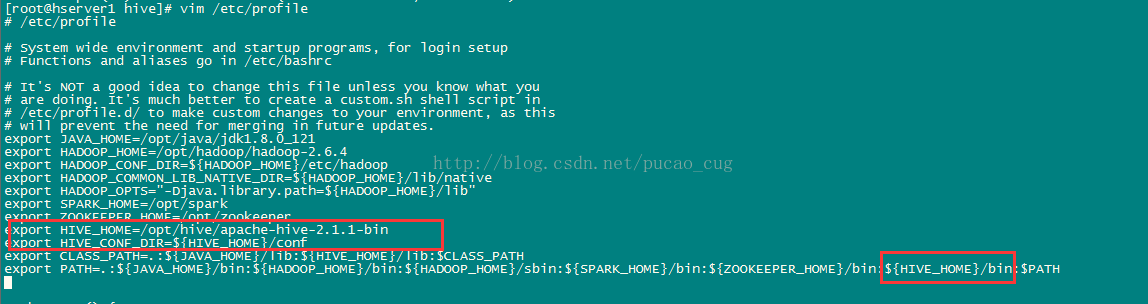 [root@hserver1 hive]# vim /etc/profile
# /etc/profile
# System wide environment and startup programs, for login setup
# Functions and aliases go in /etc/bashrc
# It's NOT a good idea to change this file unless you know what you
# are doing. It's much better to create a custom.sh shell script in
# /etc/profile.d/ to make custom changes to your environment, as this
# will prevent the need for merging in future updates.
export JAVA_HOME=/opt/java/jdk1.8.0_121
export HADOOP_HOME=/opt/hadoop/hadoop-2.6.4
export HADOOP_CONF_DIR=${HADOOP_HOME}/etc/hadoop
http://blog.csdn.net/pucao_cug
export HADOOP_COMMON_LIB_NATIVE_DIR=${HADOOP_HOME}/lib/native
export HADOOP_OPTS="-Djava.library.path=${HADOOP_HOME}/lib"
export SPARK_HOME=/opt/spark
export ZOOKEEPER_HOME=/opt/zookeeper
export HIVE_HOME=/opt/hive/apache-hive-2.1.1-bin
export HIVE_CONF_DIR=${HIVE_HOME}/conf
export CLASS_PATH=.:${JAVA_HOME}/lib:${HIVE_HOME}/lib:$CLASS_PATH
export PATH=.:${JAVA_HOME}/bin:${HADOOP_HOME}/bin:${HADOOP_HOME}/sbin:${SPARK_HOME}/bin:${ZOOKEEPER_HOME}/bin:${HIVE_HOME}/bin:$PATH